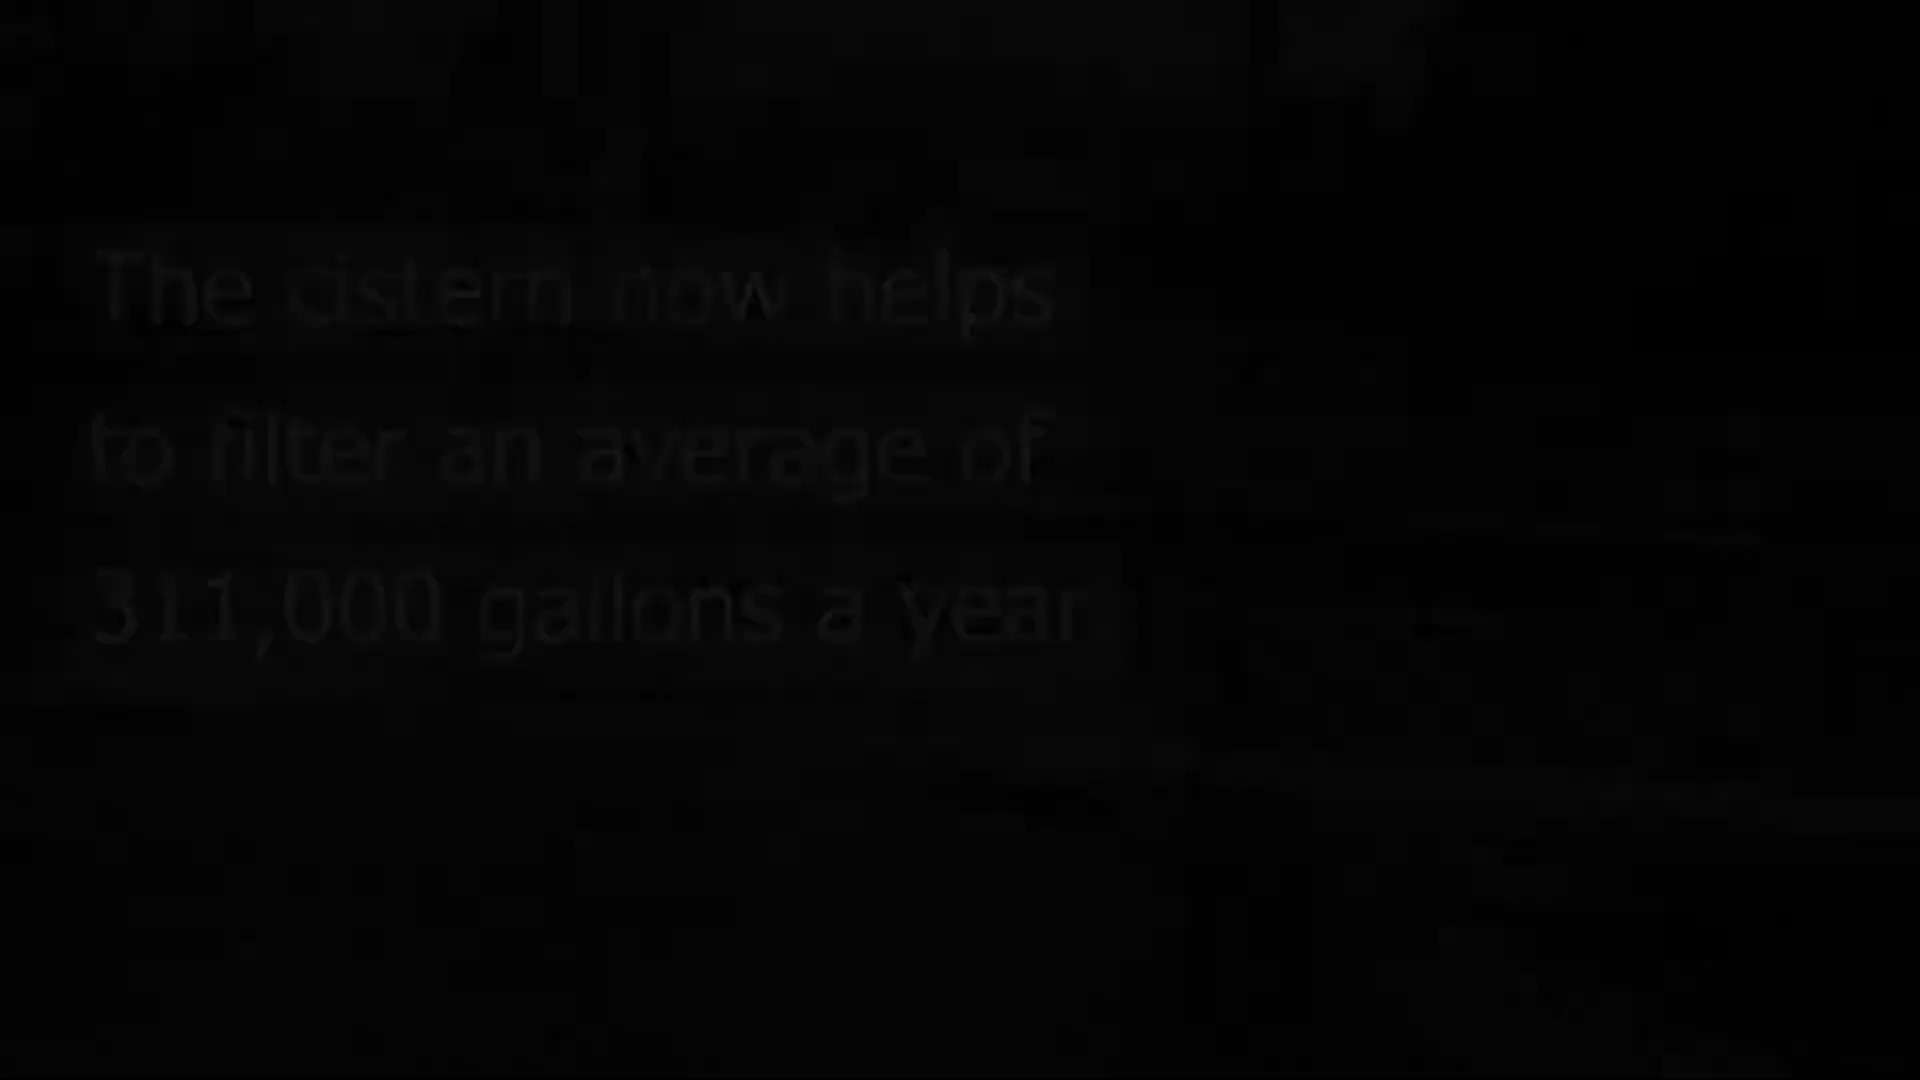 The cistern now helps
to filter an average of
311,000 gallons a year